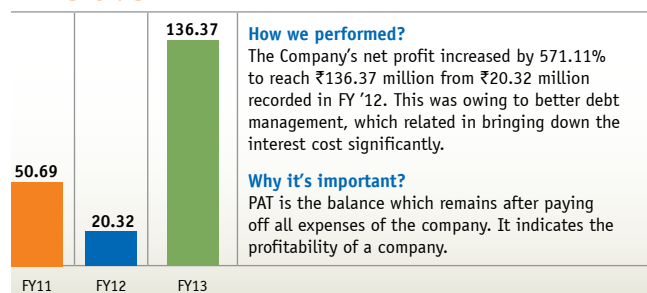 136.37
50.69
20.32
FY11 FY12 FY13
How we performed?
The Company's net profit increased by 571.11%
to reach ₹136.37 million from ₹20.32 million
recorded in FY '12. This was owing to better debt
management, which related in bringing down the
interest cost significantly.
Why it's important?
PAT is the balance which remains after paying
off all expenses of the company. It indicates the
profitability of a company.